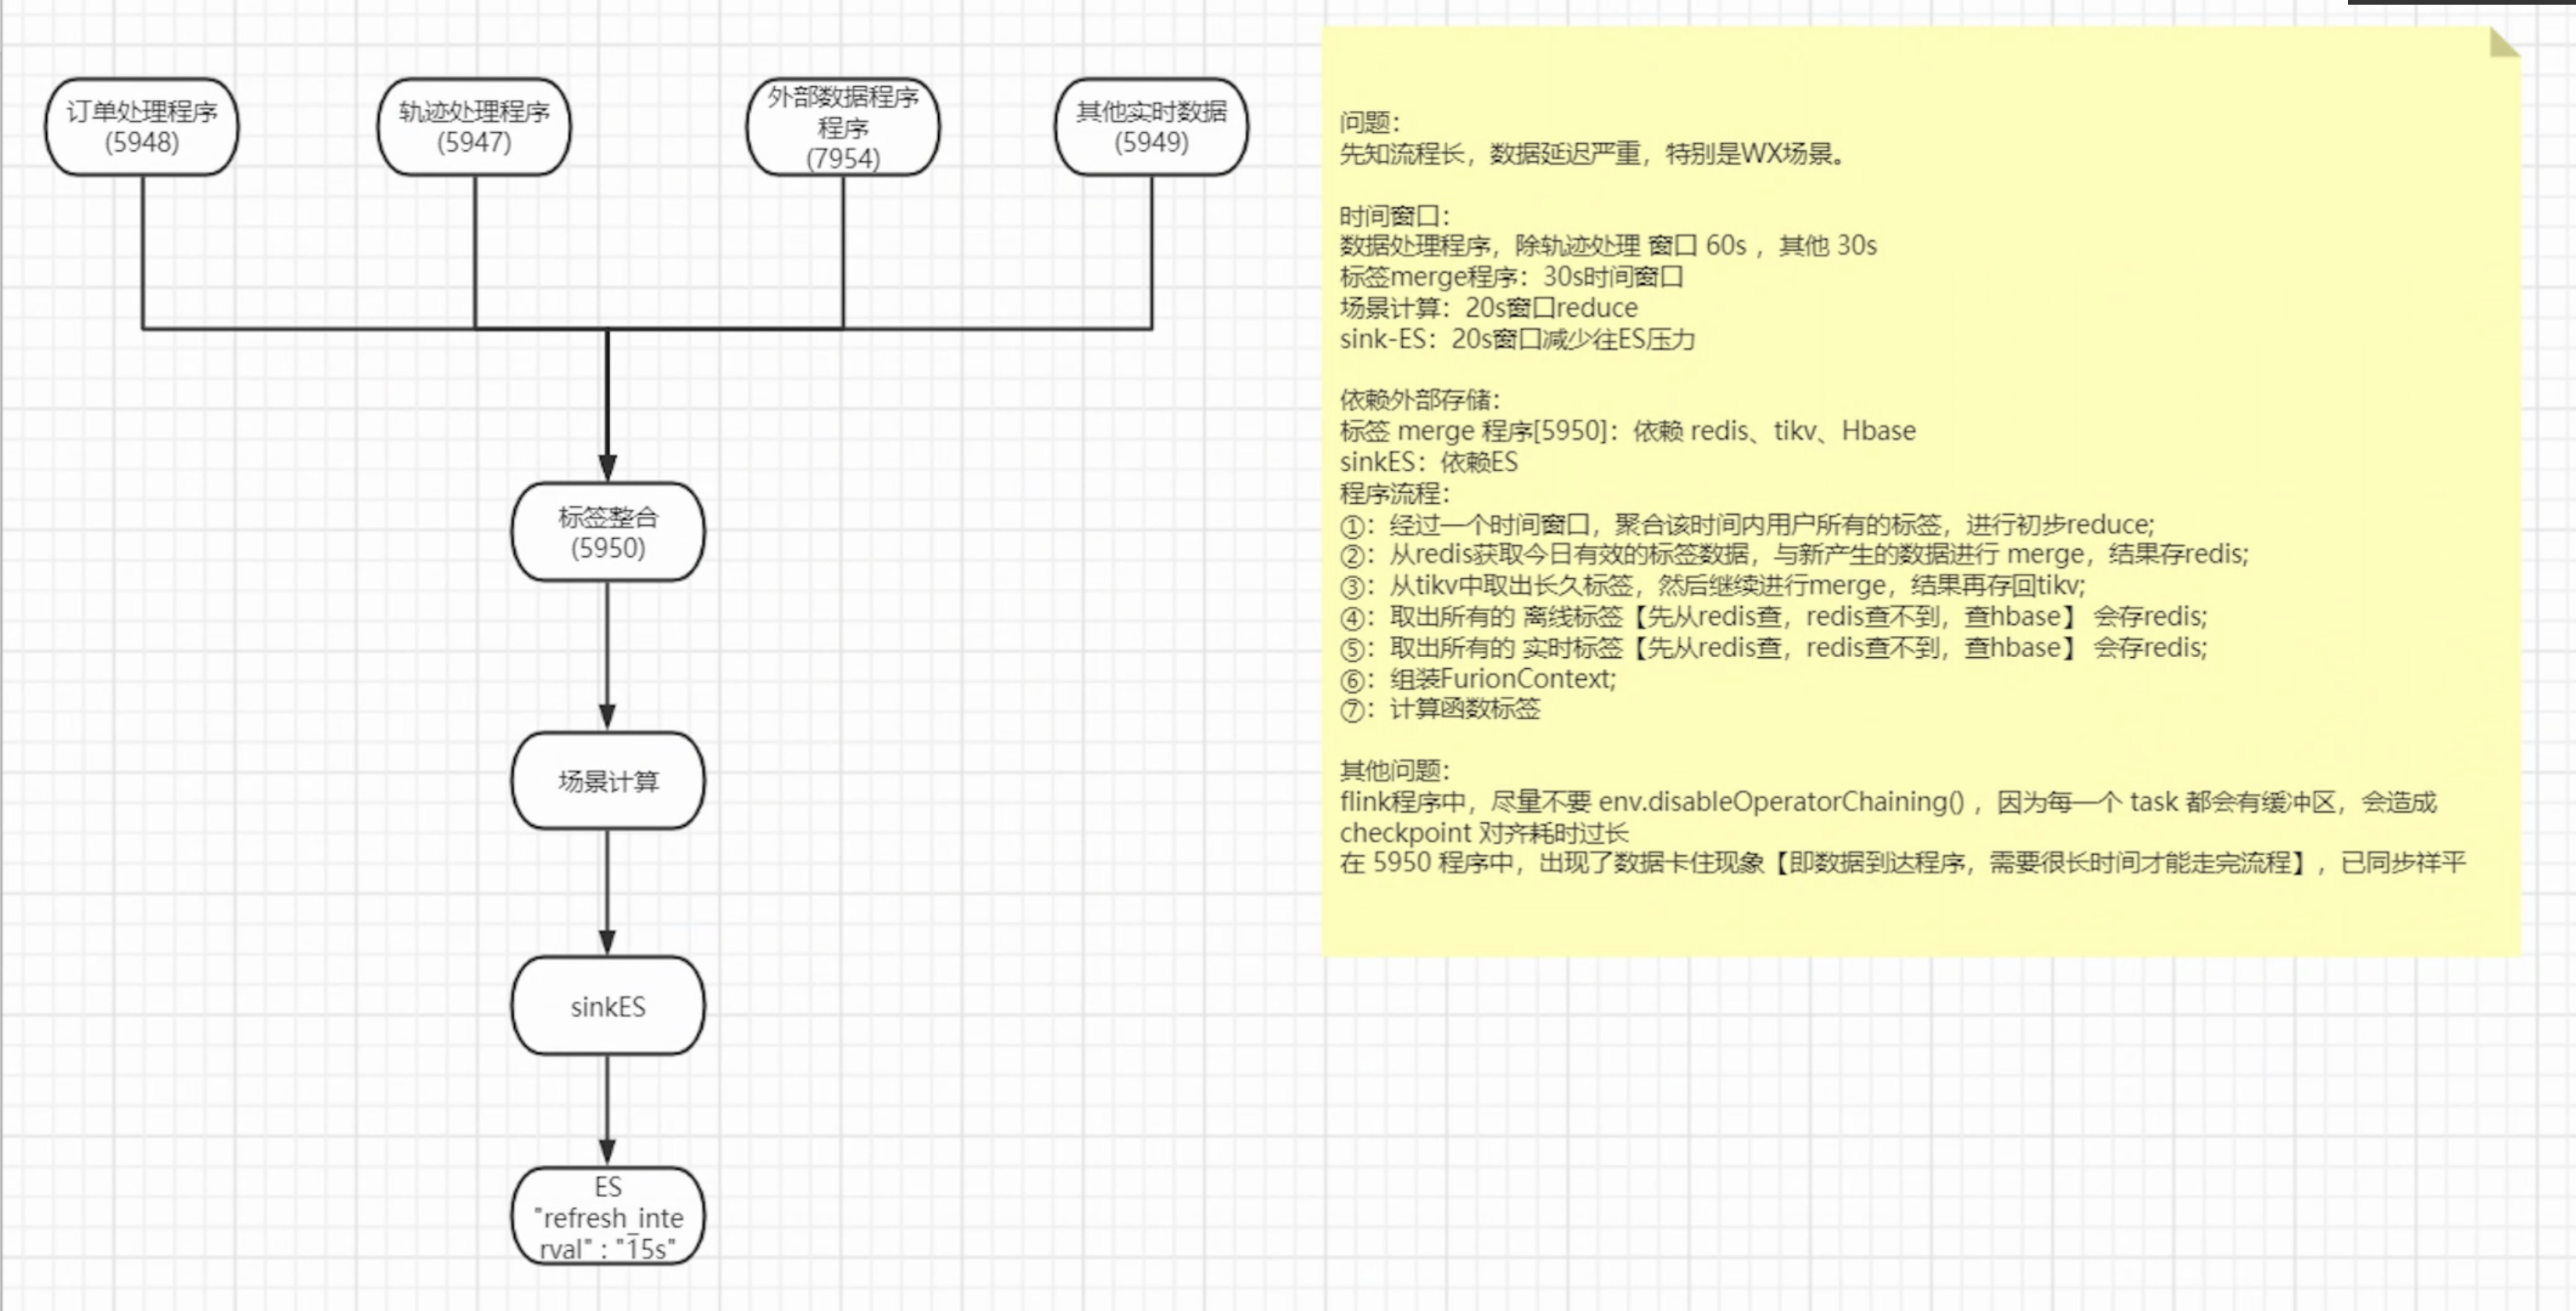 订单处理程序
(5948)
轨迹处理程序
(5947)
外部数据程序
程序
(7954)
其他实时数据
(5949)
标签整合
(5950)
场景计算
sinkES
ES
"refresh_inte
rval" : "15s"
问题：
先知流程长，数据延迟严重，特别是WX场景。
时间窗口：
数据处理程序，除轨迹处理 窗口 60s ，其他 30s
标签merge程序：30s时间窗口
场景计算：20s窗口reduce
sink-ES：20s窗口减少往ES压力
依赖外部存储：
标签 merge 程序[5950]：依赖 redis、tikv、Hbase
sinkES：依赖ES
程序流程：
①：经过一个时间窗口，聚合该时间内用户所有的标签，进行初步reduce;
②：从redis获取今日有效的标签数据，与新产生的数据进行 merge，结果存redis;
③：从tikv中取出长久标签，然后继续进行merge，结果再存回tikv;
④：取出所有的 离线标签【先从redis查，redis查不到，查hbase】 会存redis;
⑤：取出所有的 实时标签【先从redis查，redis查不到，查hbase】 会存redis;
⑥：组装FurionContext;
⑦：计算函数标签
其他问题：
flink程序中，尽量不要 env.disableOperatorChaining() ，因为每一个 task 都会有缓冲区，会造成
checkpoint 对齐耗时过长
在 5950 程序中，出现了数据卡住现象【即数据到达程序，需要很长时间才能走完流程】，已同步祥平